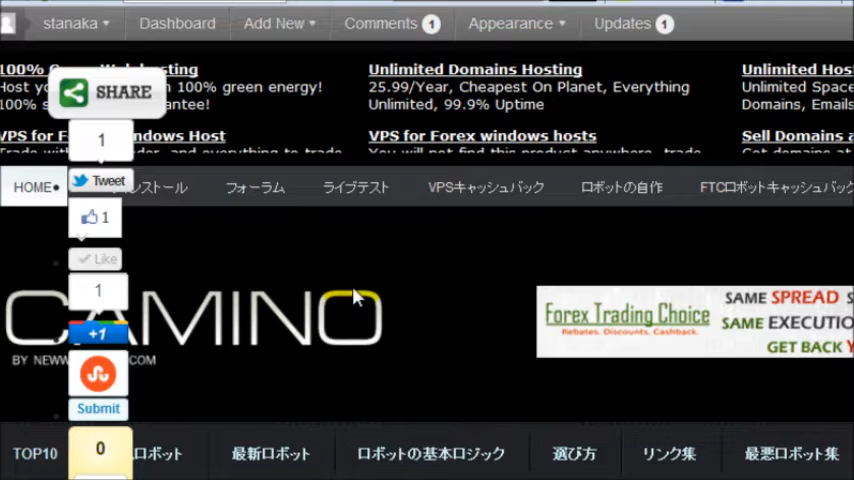 stanaka Dashboard Add New Comments 1 Appearance Updates 1
100% Unlimited Domains Hosting Unlimited Host
Host 100% green energy! 25.99/Year, Cheapest On Planet, Everything Unlimited Space
100% Unlimited, 99.9% Uptime Domains, Emails
VPS for Windows Host VPS for Forex windows hosts Sell Domains a
SHARE
1
Tweet
HOME• ンストール フォーラム ライブテスト VPSキャッシュバック ロボットの自作 FTCロボットキャッシュバック
1
Like
1
+1
CAMINO
BY NEWW .COM
Forex Trading Choice
Rebates. Discounts. Cashback.
SAME SPREAD S
SAME EXECUTIO
GET BACK Y
Submit
0
TOP10 ロボット 最新ロボット ロボットの基本ロジック 選び方 リンク集 最悪ロボット集